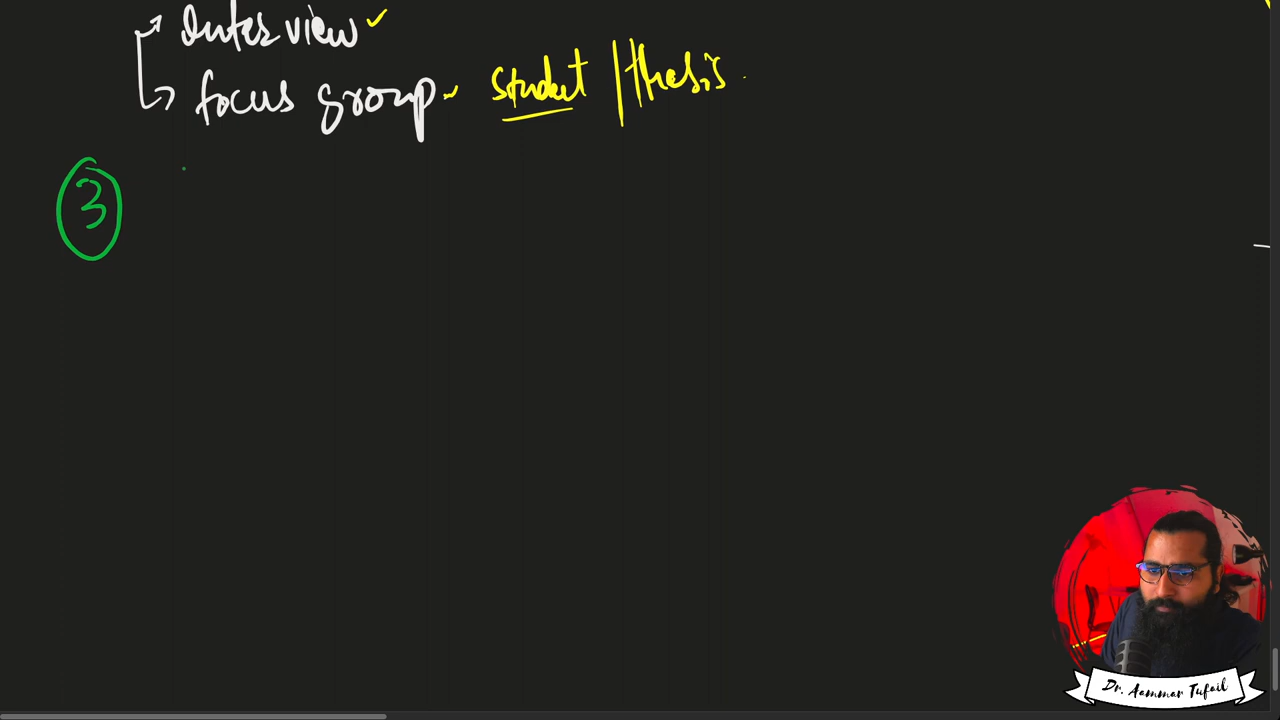 Interview
focus group student / thesis
3
Dr. Aammar Tufail